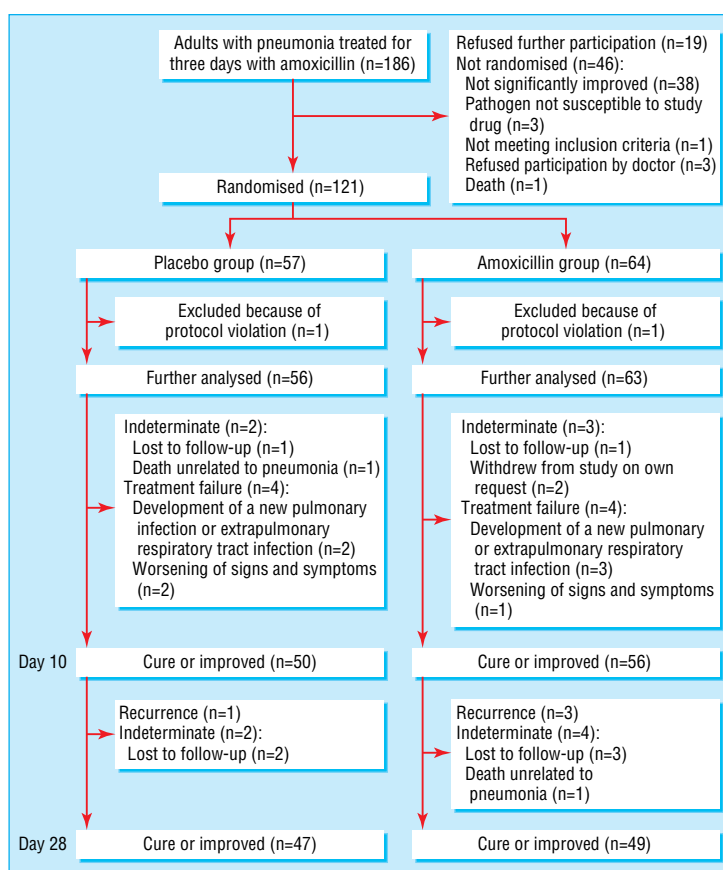 Adults with pneumonia treated for
three days with amoxicillin (n=186)
Refused further participation (n=19)
Not randomised (n=46):
Not significantly improved (n=38)
Pathogen not susceptible to study
drug (n=3)
Not meeting inclusion criteria (n=1)
Refused participation by doctor (n=3)
Death (n=1)
Randomised (n=121)
Placebo group (n=57)
Amoxicillin group (n=64)
Excluded because of
protocol violation (n=1)
Excluded because of
protocol violation (n=1)
Further analysed (n=56)
Further analysed (n=63)
Indeterminate (n=2):
Lost to follow-up (n=1)
Death unrelated to pneumonia (n=1)
Treatment failure (n=4):
Development of a new pulmonary
infection or extrapulmonary
respiratory tract infection (n=2)
Worsening of signs and symptoms
(n=2)
Indeterminate (n=3):
Lost to follow-up (n=1)
Withdrew from study on own
request (n=2)
Treatment failure (n=4):
Development of a new pulmonary
or extrapulmonary respiratory
tract infection (n=3)
Worsening of signs and symptoms
(n=1)
Day 10
Cure or improved (n=50)
Cure or improved (n=56)
Recurrence (n=1)
Indeterminate (n=2):
Lost to follow-up (n=2)
Recurrence (n=3)
Indeterminate (n=4):
Lost to follow-up (n=3)
Death unrelated to
pneumonia (n=1)
Day 28
Cure or improved (n=47)
Cure or improved (n=49)